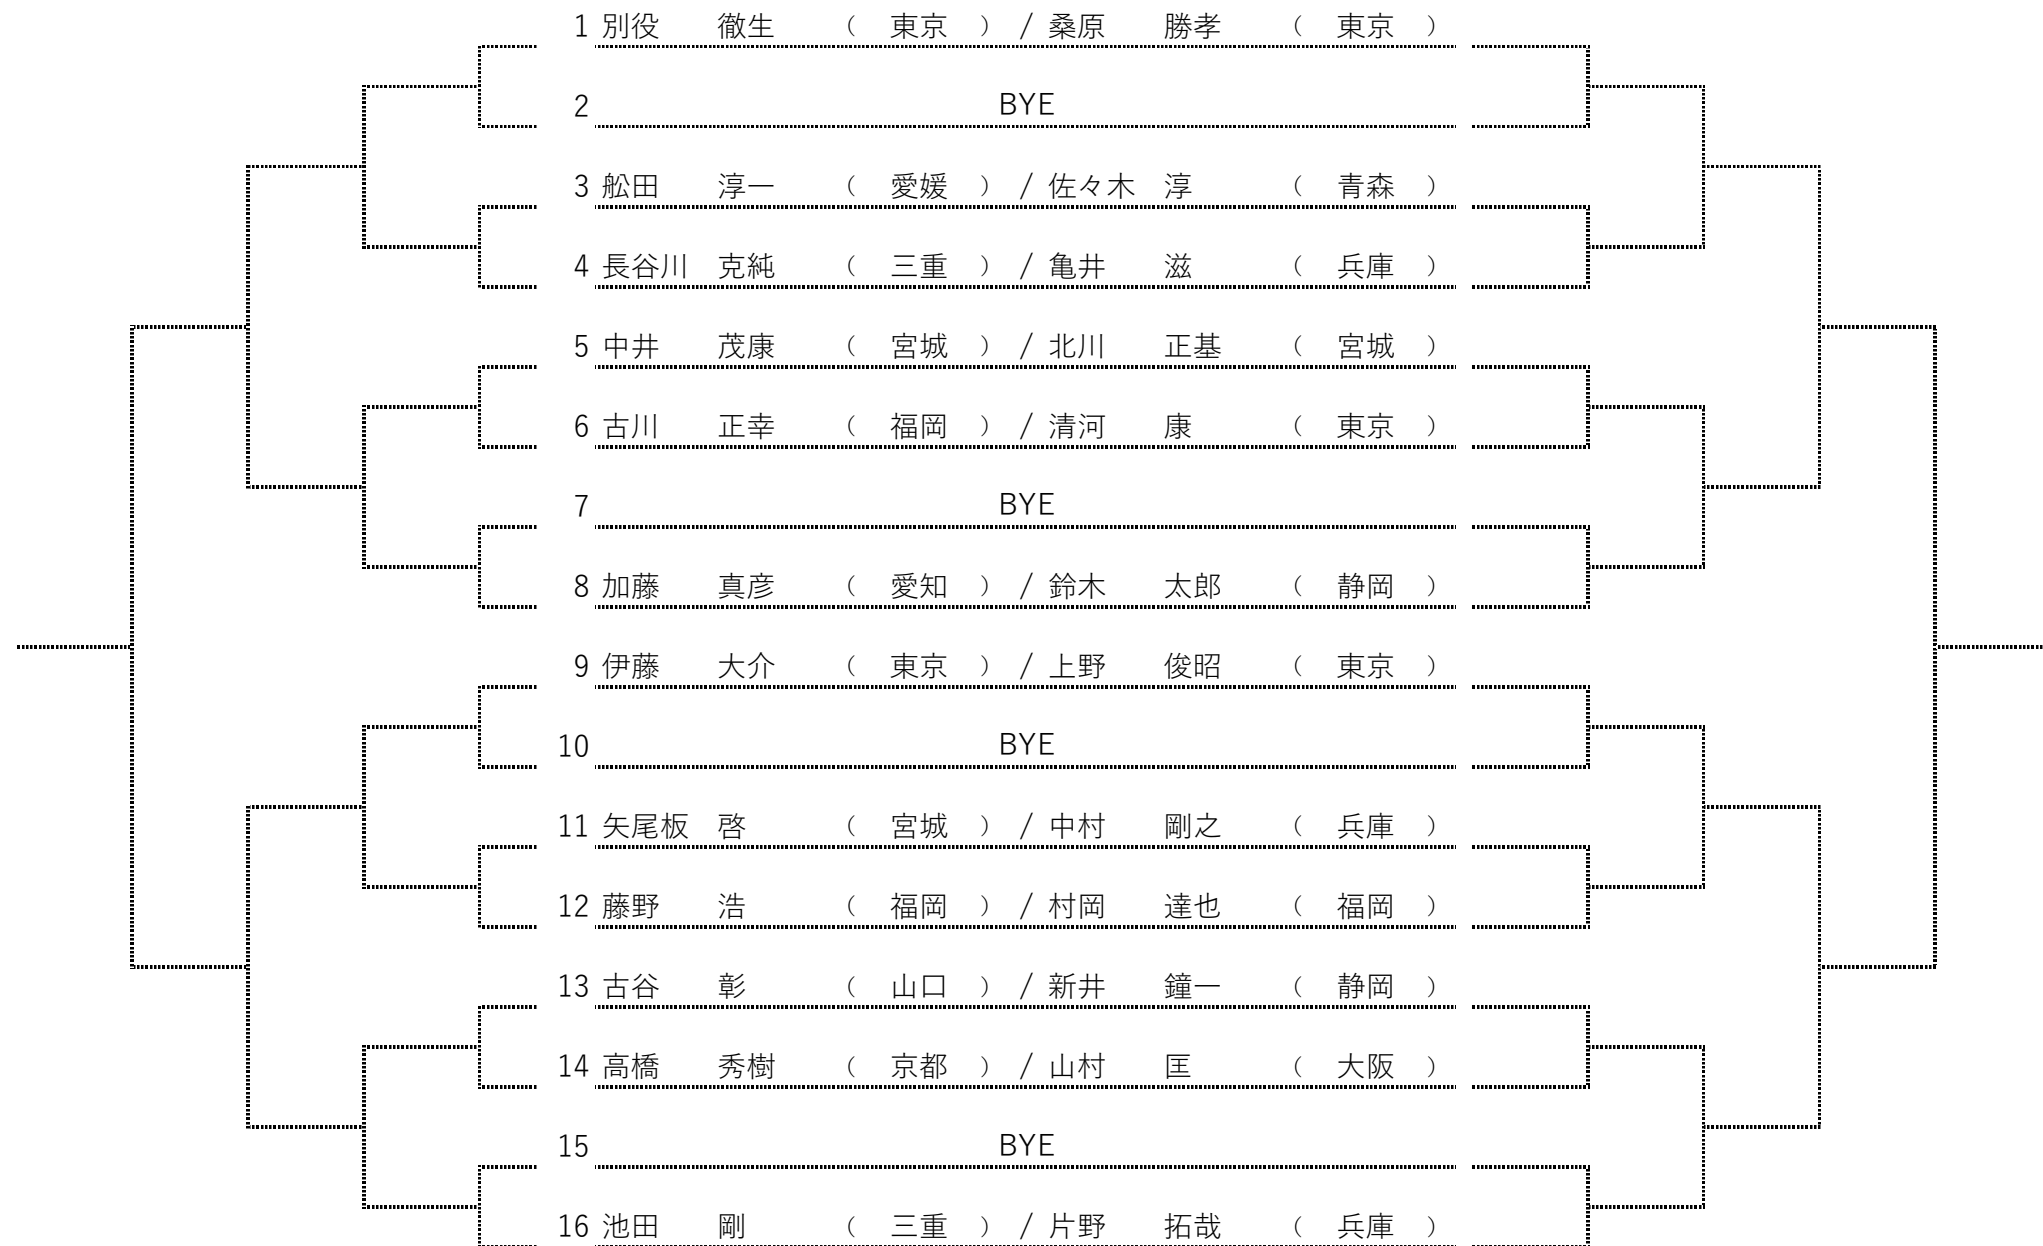 1 別役 徹生 （ 東京 ） / 桑原 勝孝 （ 東京 ）
2 BYE
3 舩田 淳一 （ 愛媛 ） / 佐々木 淳 （ 青森 ）
4 長谷川 克純 （ 三重 ） / 亀井 滋 （ 兵庫 ）
5 中井 茂康 （ 宮城 ） / 北川 正基 （ 宮城 ）
6 古川 正幸 （ 福岡 ） / 清河 康 （ 東京 ）
7 BYE
8 加藤 真彦 （ 愛知 ） / 鈴木 太郎 （ 静岡 ）
9 伊藤 大介 （ 東京 ） / 上野 俊昭 （ 東京 ）
10 BYE
11 矢尾板 啓 （ 宮城 ） / 中村 剛之 （ 兵庫 ）
12 藤野 浩 （ 福岡 ） / 村岡 達也 （ 福岡 ）
13 古谷 彰 （ 山口 ） / 新井 鐘一 （ 静岡 ）
14 高橋 秀樹 （ 京都 ） / 山村 匡 （ 大阪 ）
15 BYE
16 池田 剛 （ 三重 ） / 片野 拓哉 （ 兵庫 ）